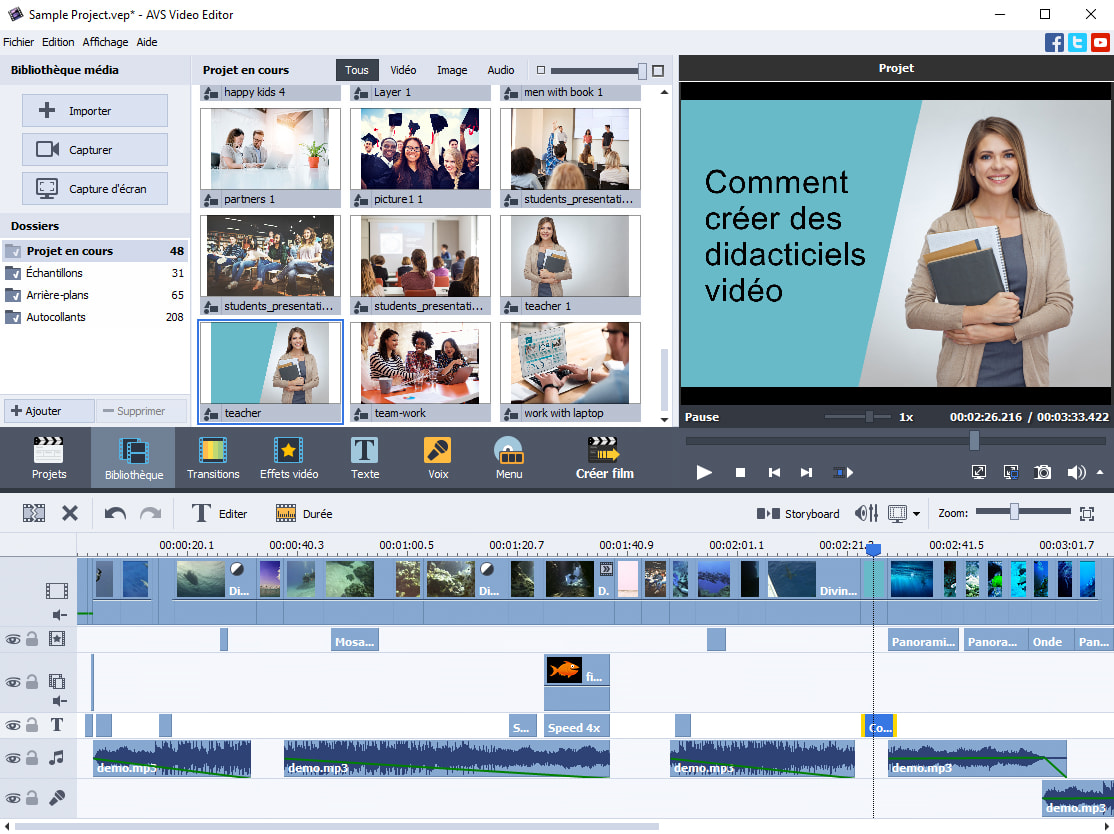 Sample Project.vep* - AVS Video Editor
Fichier Edition Affichage Aide
Bibliothèque média
Projet en cours
Tous
Vidéo
Image
Audio
Projet
Importer
Capturer
Capture d'écran
Dossiers
Projet en cours 48
Échantillons 31
Arrière-plans 65
Autocollants 208
Ajouter
Supprimer
happy kids 4
Layer 1
men with book 1
partners 1
picture1 1
students_presentati...
students_presentati...
students_presentati...
teacher 1
teacher
team-work
work with laptop
Comment
créer des
didacticiels
vidéo
Pause
1x
00:02:26.216 / 00:03:33.422
Projets
Bibliothèque
Transitions
Effets vidéo
Texte
Voix
Menu
Créer film
Editer
Durée
Storyboard
Zoom:
00:00:20.1 00:00:40.3 00:01:00.5 00:01:20.7 00:01:40.9 00:02:01.1 00:02:21.3 00:02:41.5 00:03:01.7
Di... Di... D. Divin...
Mosa... Panorami... Panora... Onde Pan...
fi...
T
S... Speed 4x Co...
demo.mp3 demo.mp3 demo.mp3 demo.mp3
demo.mp3